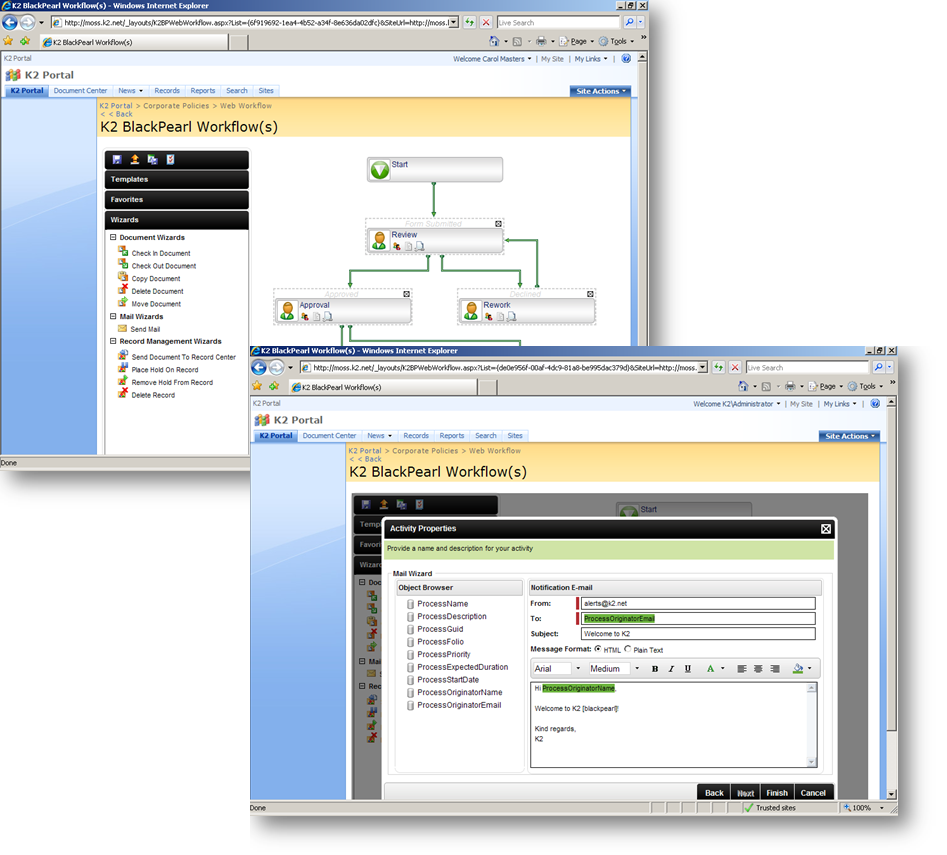 K2 BlackPearl Workflow(s) - Windows Internet Explorer
http://moss.k2.net/_layouts/K2BPWebWorkflow.aspx?List={6f919692-1ea4-4b52-a34f-8e636da02dfc}&SiteUrl=http://moss.l
Live Search
K2 BlackPearl Workflow(s)
Page
Tools
K2 Portal
Welcome Carol Masters
My Site
My Links
K2 Portal
K2 Portal Document Center News Records Reports Search Sites
Site Actions
K2 Portal > Corporate Policies > Web Workflow
< < Back
K2 BlackPearl Workflow(s)
Templates
Favorites
Wizards
Document Wizards
Check In Document
Check Out Document
Copy Document
Delete Document
Move Document
Mail Wizards
Send Mail
Record Management Wizards
Send Document To Record Center
Place Hold On Record
Remove Hold From Record
Delete Record
Start
Form Submitted
Review
Approved
Approval
Declined
Rework
Done
K2 BlackPearl Workflow(s) - Windows Internet Explorer
http://moss.k2.net/_layouts/K2BPWebWorkflow.aspx?List={de0e956f-00af-4dc9-81a8-be995dac379d}&SiteUrl=http://mos
Live Search
K2 BlackPearl Workflow(s)
Page
Tools
K2 Portal
Welcome K2\Administrator
My Site
My Links
K2 Portal
K2 Portal Document Center News Records Reports Search Sites
Site Actions
K2 Portal > Corporate Policies > Web Workflow
< < Back
K2 BlackPearl Workflow(s)
Start
Templ
Favor
Wizar
Doc
Mai
S
Rec
Activity Properties
Provide a name and description for your activity
Mail Wizard
Object Browser
ProcessName
ProcessDescription
ProcessGuid
ProcessFolio
ProcessPriority
ProcessExpectedDuration
ProcessStartDate
ProcessOriginatorName
ProcessOriginatorEmail
Notification E-mail
From: alerts@k2.net
To: ProcessOriginatorEmail
Subject: Welcome to K2
Message Format: HTML Plain Text
Arial Medium B I U A
Hi ProcessOriginatorName,
Welcome to K2 [blackpearl]!
Kind regards,
K2
Back Next Finish Cancel
Done
Trusted sites
100%